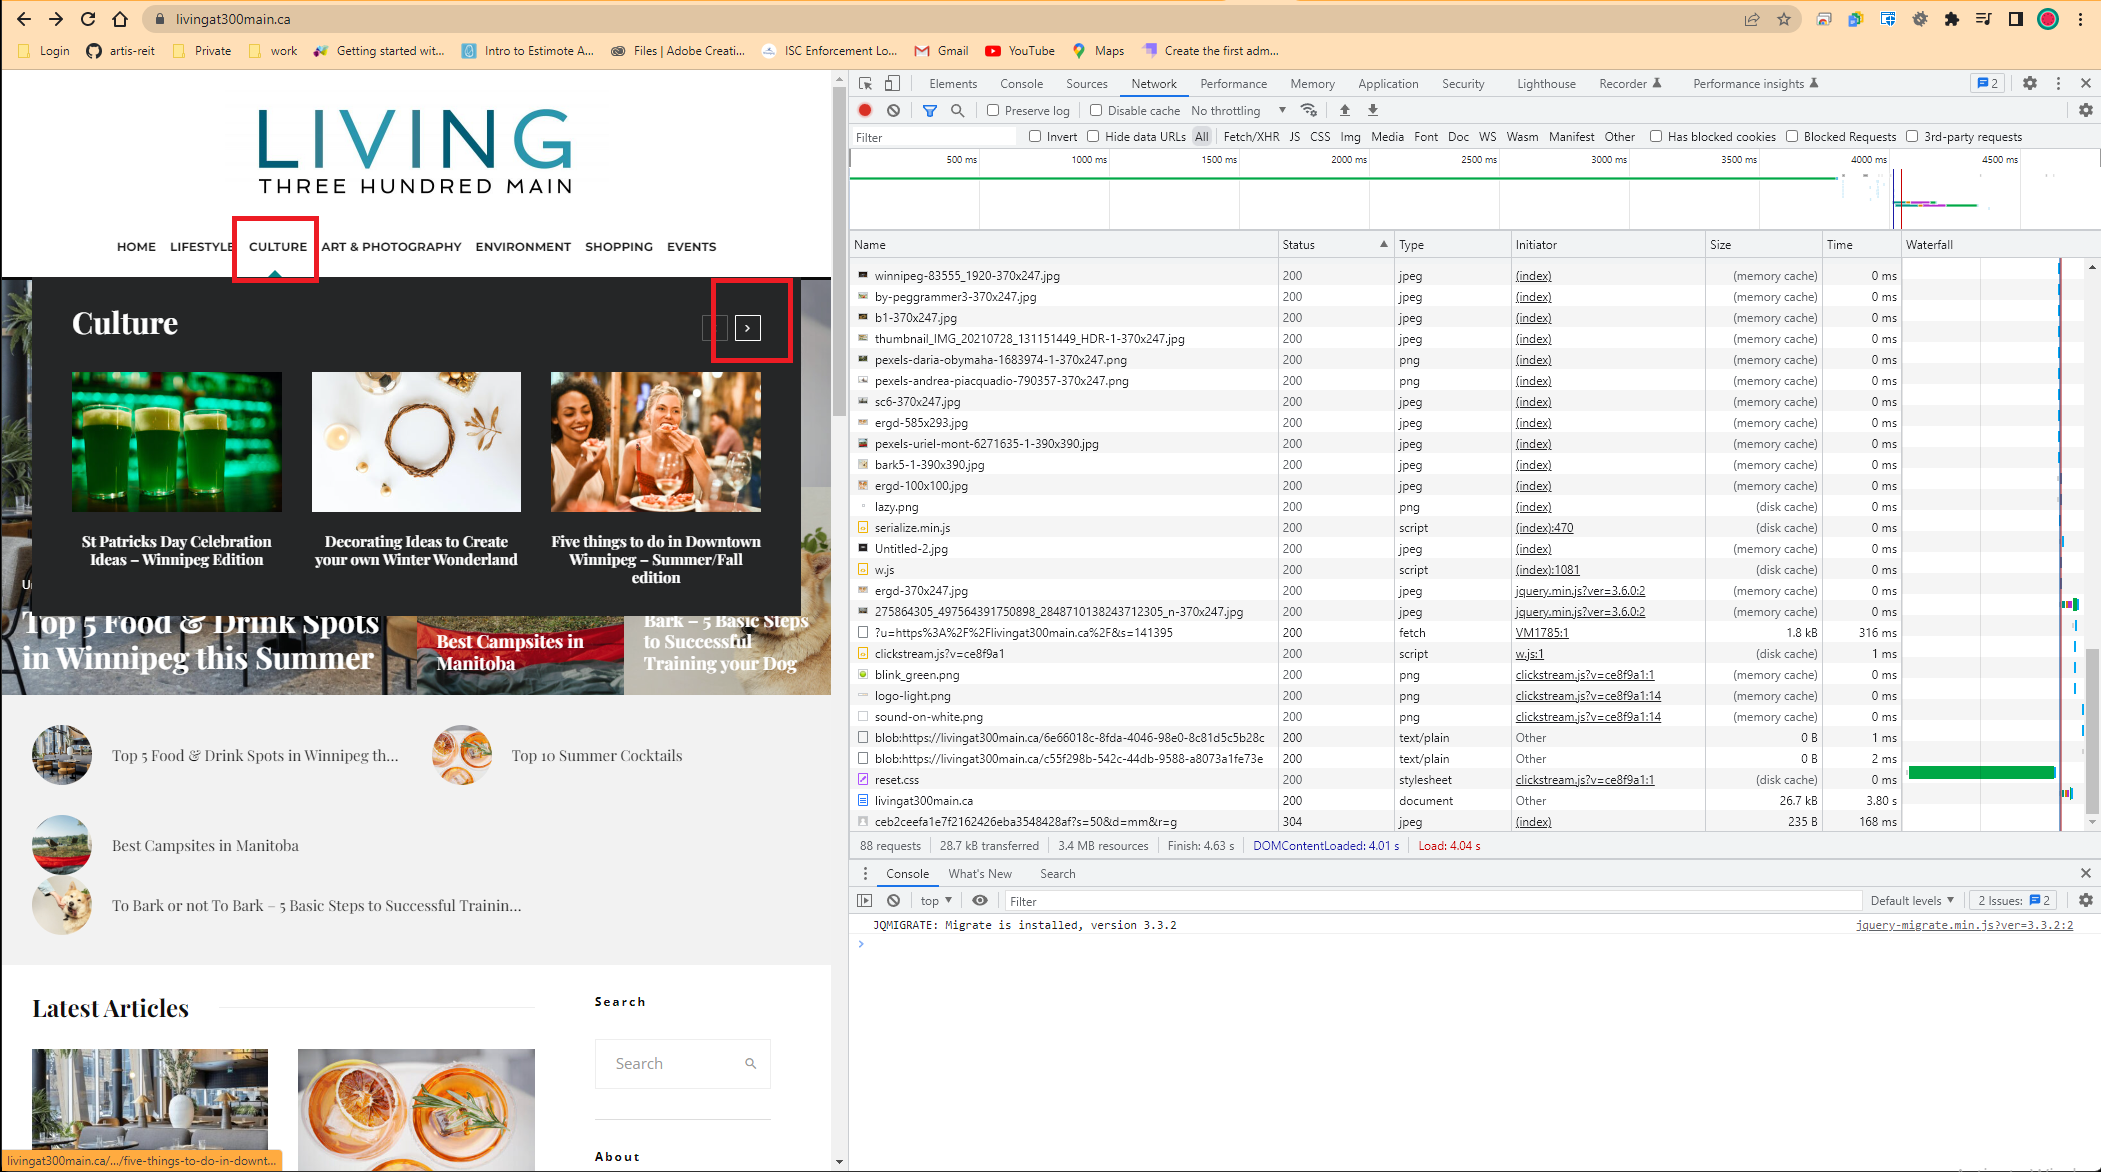 livingat300main.ca
Login artis-reit Private work Getting started wit... Intro to Estimote A... Files | Adobe Creati... ISC Enforcement Lo... Gmail YouTube Maps Create the first adm...
LIVING
THREE HUNDRED MAIN
HOME LIFESTYLE CULTURE ART & PHOTOGRAPHY ENVIRONMENT SHOPPING EVENTS
Culture
St Patricks Day Celebration
Ideas – Winnipeg Edition
Decorating Ideas to Create
your own Winter Wonderland
Five things to do in Downtown
Winnipeg – Summer/Fall
edition
Top 5 Food & Drink Spots
in Winnipeg this Summer
Best Campsites in
Manitoba
Bark – 5 Basic Steps
to Successful
Training your Dog
Top 5 Food & Drink Spots in Winnipeg th...
Top 10 Summer Cocktails
Best Campsites in Manitoba
To Bark or not To Bark – 5 Basic Steps to Successful Trainin...
Latest Articles
Search
Search
About
livingat300main.ca/.../five-things-to-do-in-downt...
Elements Console Sources Network Performance Memory Application Security Lighthouse Recorder Performance insights 2
Preserve log Disable cache No throttling
Filter Invert Hide data URLs All Fetch/XHR JS CSS Img Media Font Doc WS Wasm Manifest Other Has blocked cookies Blocked Requests 3rd-party requests
500 ms 1000 ms 1500 ms 2000 ms 2500 ms 3000 ms 3500 ms 4000 ms 4500 ms
Name Status Type Initiator Size Time Waterfall
winnipeg-83555_1920-370x247.jpg 200 jpeg (index) (memory cache) 0 ms
by-peggrammer3-370x247.jpg 200 jpeg (index) (memory cache) 0 ms
b1-370x247.jpg 200 jpeg (index) (memory cache) 0 ms
thumbnail_IMG_20210728_131151449_HDR-1-370x247.jpg 200 jpeg (index) (memory cache) 0 ms
pexels-daria-obymaha-1683974-1-370x247.png 200 png (index) (memory cache) 0 ms
pexels-andrea-piacquadio-790357-370x247.png 200 png (index) (memory cache) 0 ms
sc6-370x247.jpg 200 jpeg (index) (memory cache) 0 ms
ergd-585x293.jpg 200 jpeg (index) (memory cache) 0 ms
pexels-uriel-mont-6271635-1-390x390.jpg 200 jpeg (index) (memory cache) 0 ms
bark5-1-390x390.jpg 200 jpeg (index) (memory cache) 0 ms
ergd-100x100.jpg 200 jpeg (index) (memory cache) 0 ms
lazy.png 200 png (index) (disk cache) 0 ms
serialize.min.js 200 script (index):470 (disk cache) 0 ms
Untitled-2.jpg 200 jpeg (index) (memory cache) 0 ms
w.js 200 script (index):1081 (disk cache) 0 ms
ergd-370x247.jpg 200 jpeg jquery.min.js?ver=3.6.0:2 (memory cache) 0 ms
275864305_497564391750898_2848710138243712305_n-370x247.jpg 200 jpeg jquery.min.js?ver=3.6.0:2 (memory cache) 0 ms
?u=https%3A%2F%2Flivingat300main.ca%2F&s=141395 200 fetch VM1785:1 1.8 kB 316 ms
clickstream.js?v=ce8f9a1 200 script w.js:1 (disk cache) 1 ms
blink_green.png 200 png clickstream.js?v=ce8f9a1:1 (memory cache) 0 ms
logo-light.png 200 png clickstream.js?v=ce8f9a1:14 (memory cache) 0 ms
sound-on-white.png 200 png clickstream.js?v=ce8f9a1:14 (memory cache) 0 ms
blob:https://livingat300main.ca/6e66018c-8fda-4046-98e0-8c81d5c5b28c 200 text/plain Other 0 B 1 ms
blob:https://livingat300main.ca/c55f298b-542c-44db-9588-a8073a1fe73e 200 text/plain Other 0 B 2 ms
reset.css 200 stylesheet clickstream.js?v=ce8f9a1:1 (disk cache) 0 ms
livingat300main.ca 200 document Other 26.7 kB 3.80 s
ceb2ceefa1e7f2162426eba3548428af?s=50&d=mm&r=g 304 jpeg (index) 235 B 168 ms
88 requests 28.7 kB transferred 3.4 MB resources Finish: 4.63 s DOMContentLoaded: 4.01 s Load: 4.04 s
Console What's New Search
top Filter Default levels 2 Issues: 2
JQMIGRATE: Migrate is installed, version 3.3.2 jquery-migrate.min.js?ver=3.3.2:2